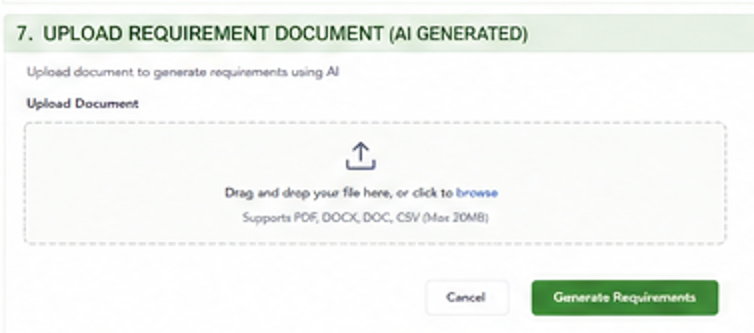 7. UPLOAD REQUIREMENT DOCUMENT (AI GENERATED)
Upload document to generate requirements using AI
Upload Document
Drag and drop your file here, or click to browse
Supports PDF, DOCX, DOC, CSV (Max 20MB)
Cancel
Generate Requirements